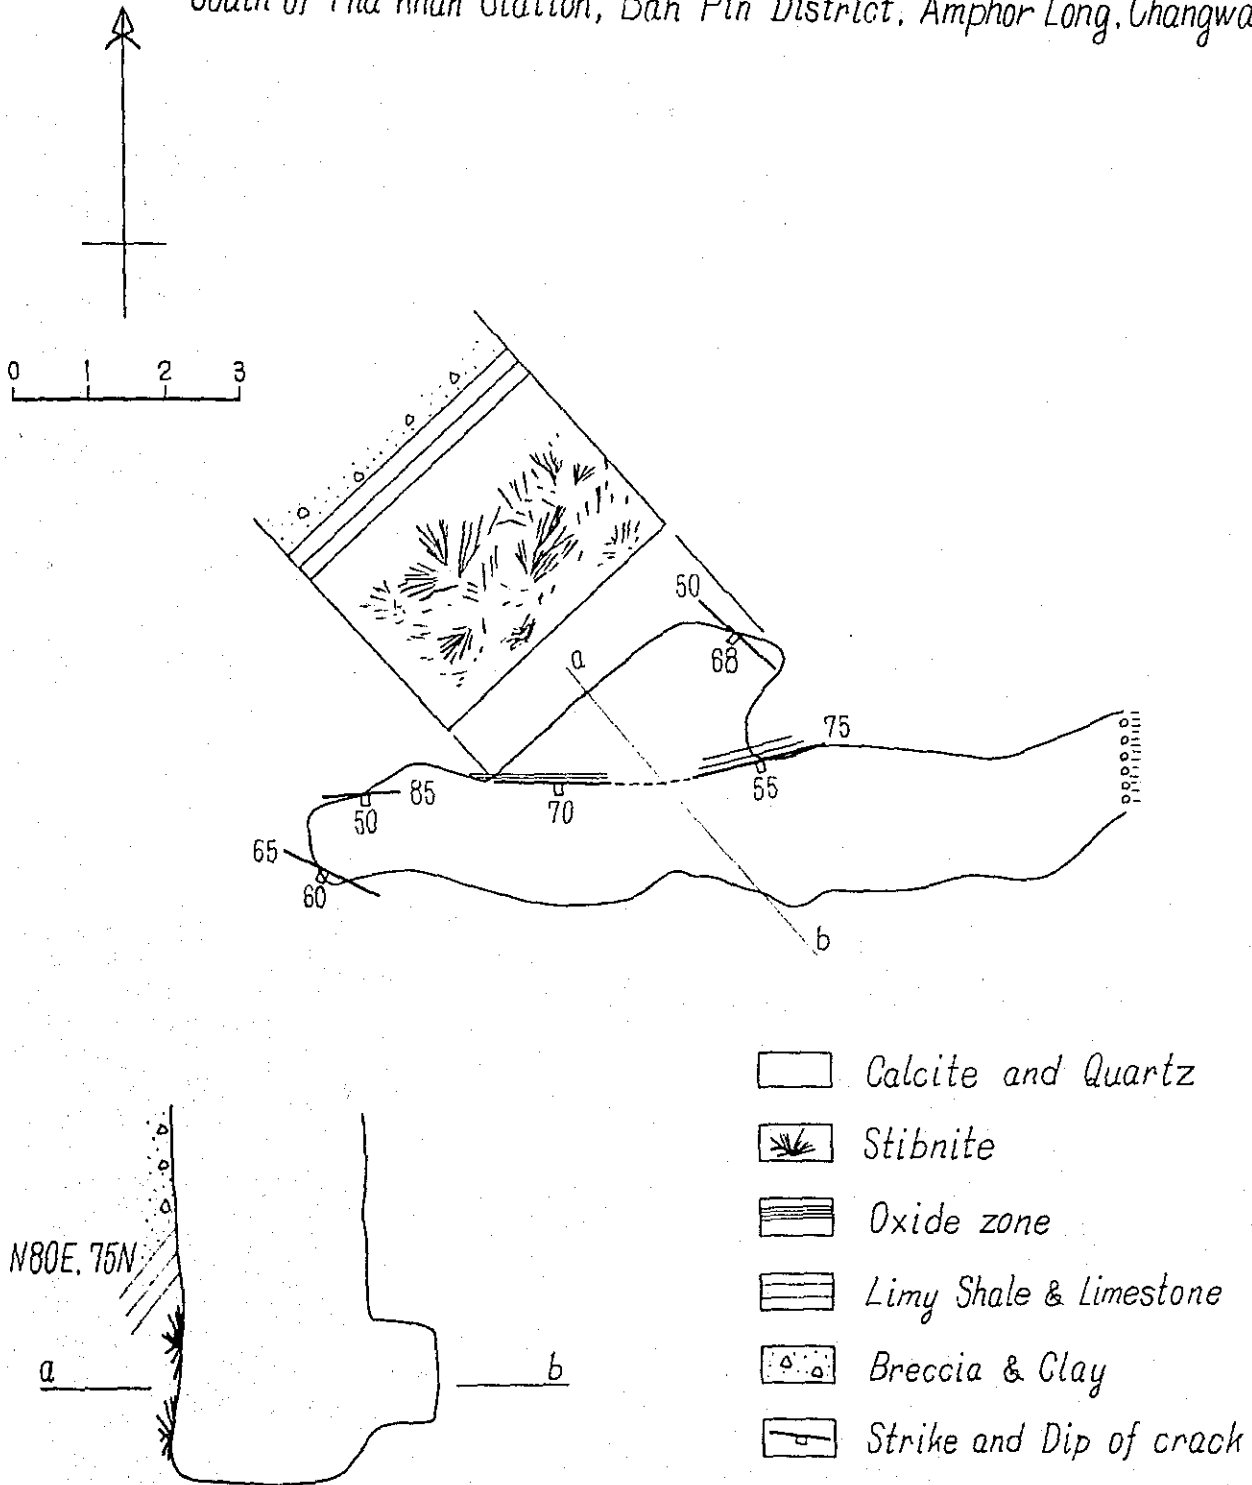 South of Tha Khan Station, Ban Pin District, Amphor Long, Changwa
0 1 2 3
50
68
a
75
55
85
50
70
65
60
b
Calcite and Quartz
Stibnite
Oxide zone
N80E, 75N
Limy Shale & Limestone
a
b
Breccia & Clay
Strike and Dip of crack